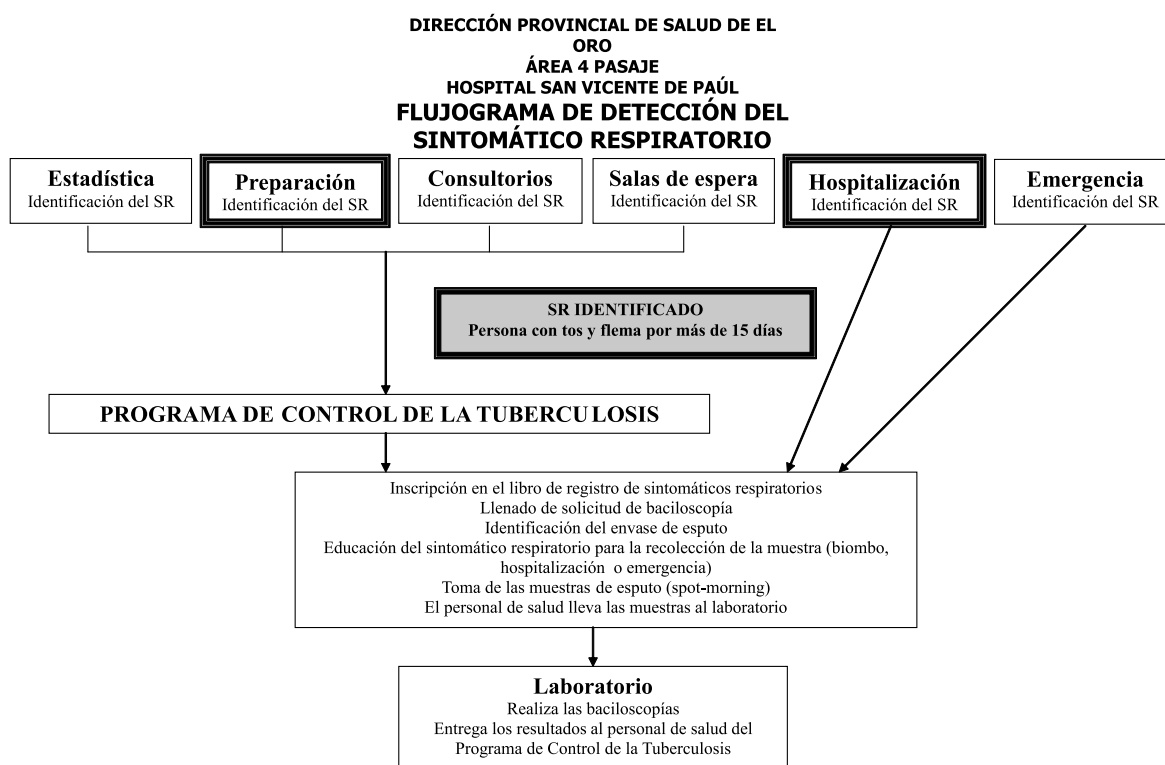 DIRECCIÓN PROVINCIAL DE SALUD DE EL
ORO
ÁREA 4 PASAJE
HOSPITAL SAN VICENTE DE PAÚL
FLUJOGRAMA DE DETECCIÓN DEL
SINTOMÁTICO RESPIRATORIO
Estadística
Identificación del SR
Preparación
Identificación del SR
Consultorios
Identificación del SR
Salas de espera
Identificación del SR
Hospitalización
Identificación del SR
Emergencia
Identificación del SR
SR IDENTIFICADO
Persona con tos y flema por más de 15 días
PROGRAMA DE CONTROL DE LA TUBERCULOSIS
Inscripción en el libro de registro de sintomáticos respiratorios
Llenado de solicitud de baciloscopía
Identificación del envase de esputo
Educación del sintomático respiratorio para la recolección de la muestra (biombo,
hospitalización o emergencia)
Toma de las muestras de esputo (spot-morning)
El personal de salud lleva las muestras al laboratorio
Laboratorio
Realiza las baciloscopías
Entrega los resultados al personal de salud del
Programa de Control de la Tuberculosis